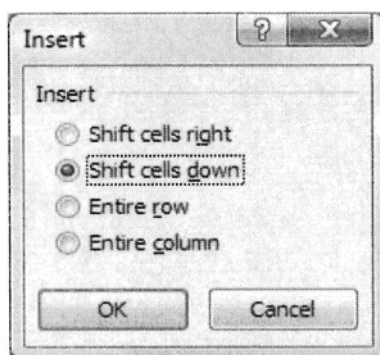 Insert
Insert
Shift cells right
Shift cells down
Entire row
Entire column
OK
Cancel